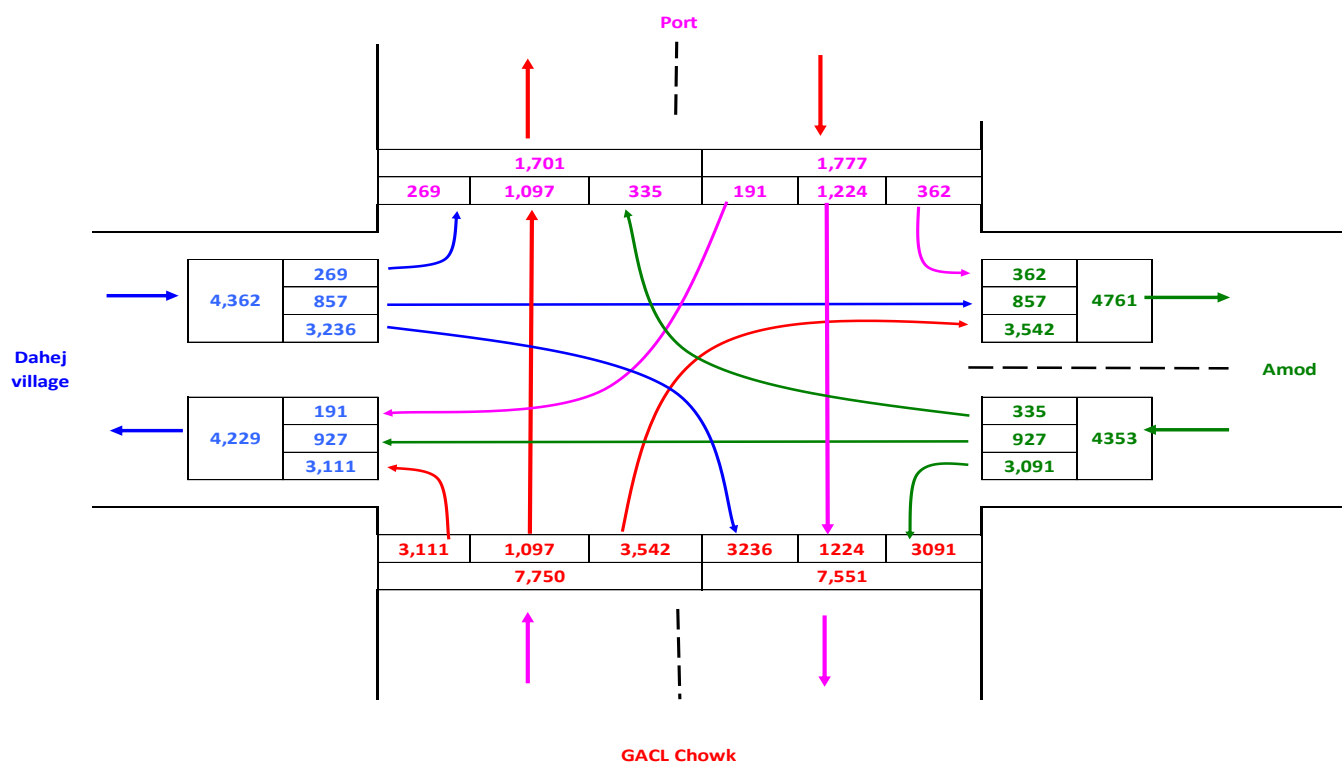 Port
1,701 1,777
269 1,097 335 191 1,224 362
4,362 269 857 3,236
362 857 3,542 4761
Dahej
village
Amod
4,229 191 927 3,111
335 927 3,091 4353
3,111 1,097 3,542 3236 1224 3091
7,750 7,551
GACL Chowk